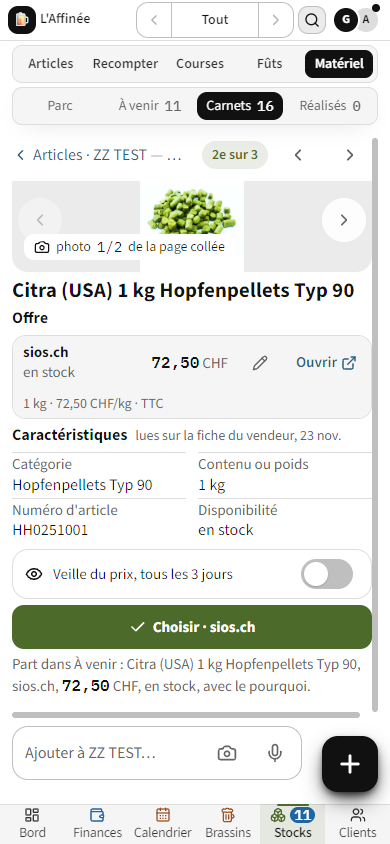 L'Affinée
Tout
G
A
Articles
Recompter
Courses
Fûts
Matériel
Parc
À venir 11
Carnets 16
Réalisés 0
Articles · ZZ TEST — …
2e sur 3
photo 1/2 de la page collée
Citra (USA) 1 kg Hopfenpellets Typ 90
Offre
sios.ch
en stock
72,50 CHF
Ouvrir
1 kg · 72,50 CHF/kg · TTC
Caractéristiques lues sur la fiche du vendeur, 23 nov.
Catégorie
Hopfenpellets Typ 90
Contenu ou poids
1 kg
Numéro d'article
HH0251001
Disponibilité
en stock
Veille du prix, tous les 3 jours
Choisir · sios.ch
Part dans À venir : Citra (USA) 1 kg Hopfenpellets Typ 90,
sios.ch, 72,50 CHF, en stock, avec le pourquoi.
Ajouter à ZZ TEST…
Bord
Finances
Calendrier
Brassins
11
Stocks
Clients